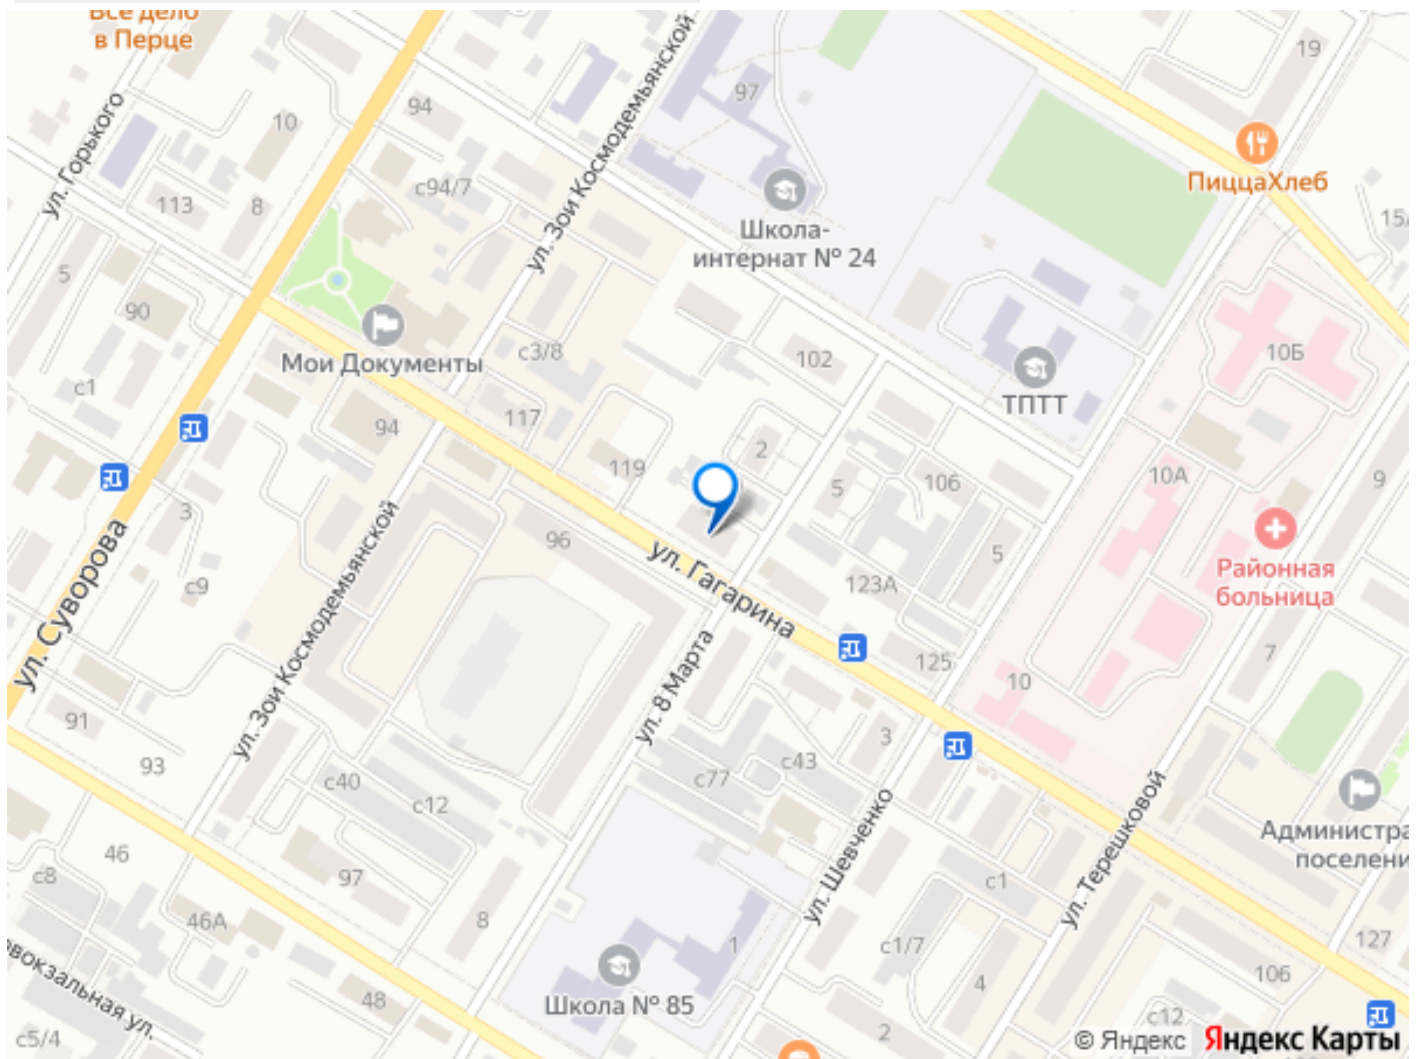 Все дело
в Перце
ул. Горького
ул. Зои Космодемьянской
19
97
94
10
с94/7
113
8
ПиццаХлеб
15/
Школа-
интернат № 24
5
90
10Б
Мои Документы
с3/8
102
ТПТТ
с1
94
117
2
119
5
106
10А
9
3
96
ул. Гагарина
5
Районная
больница
123А
с9
ул. Суворова
ул. Зои Космодемьянской
ул. 8 Марта
125
10
7
91
93
3
с43
с77
с40
с12
ул. Шевченко
ул. Терешковой
Администра
поселени
46
с8
97
с1
46А
8
1
с1/7
127
106
4
48
Школа № 85
вокзальная ул.
с5/4
2
с12
© Яндекс Яндекс Карты